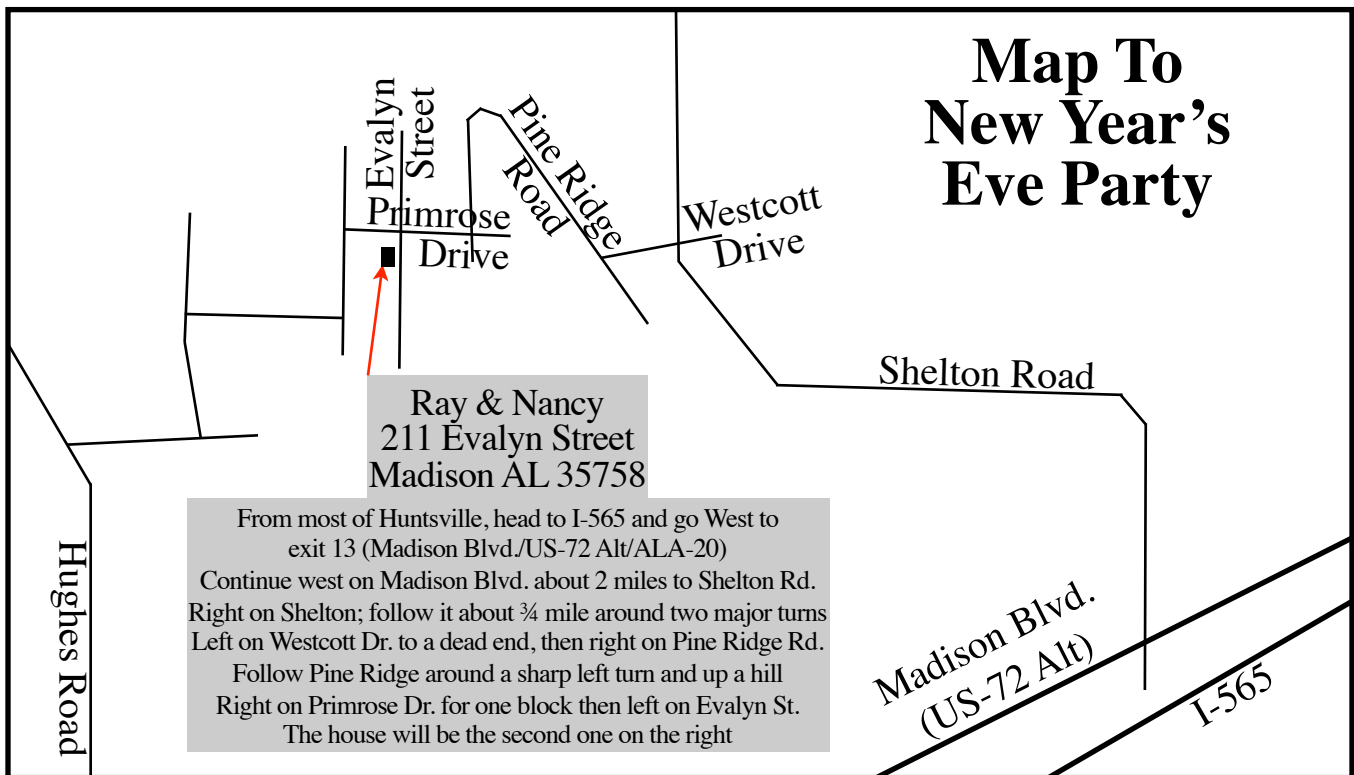 Map To
New Year's
Eve Party
Evalyn
Street
Pine Ridge
Road
Primrose
Drive
Westcott
Drive
Shelton Road
Ray & Nancy
211 Evalyn Street
Madison AL 35758
From most of Huntsville, head to I-565 and go West to
exit 13 (Madison Blvd./US-72 Alt/ALA-20)
Continue west on Madison Blvd. about 2 miles to Shelton Rd.
Right on Shelton; follow it about ¾ mile around two major turns
Left on Westcott Dr. to a dead end, then right on Pine Ridge Rd.
Follow Pine Ridge around a sharp left turn and up a hill
Right on Primrose Dr. for one block then left on Evalyn St.
The house will be the second one on the right
Hughes Road
Madison Blvd.
(US-72 Alt)
I-565